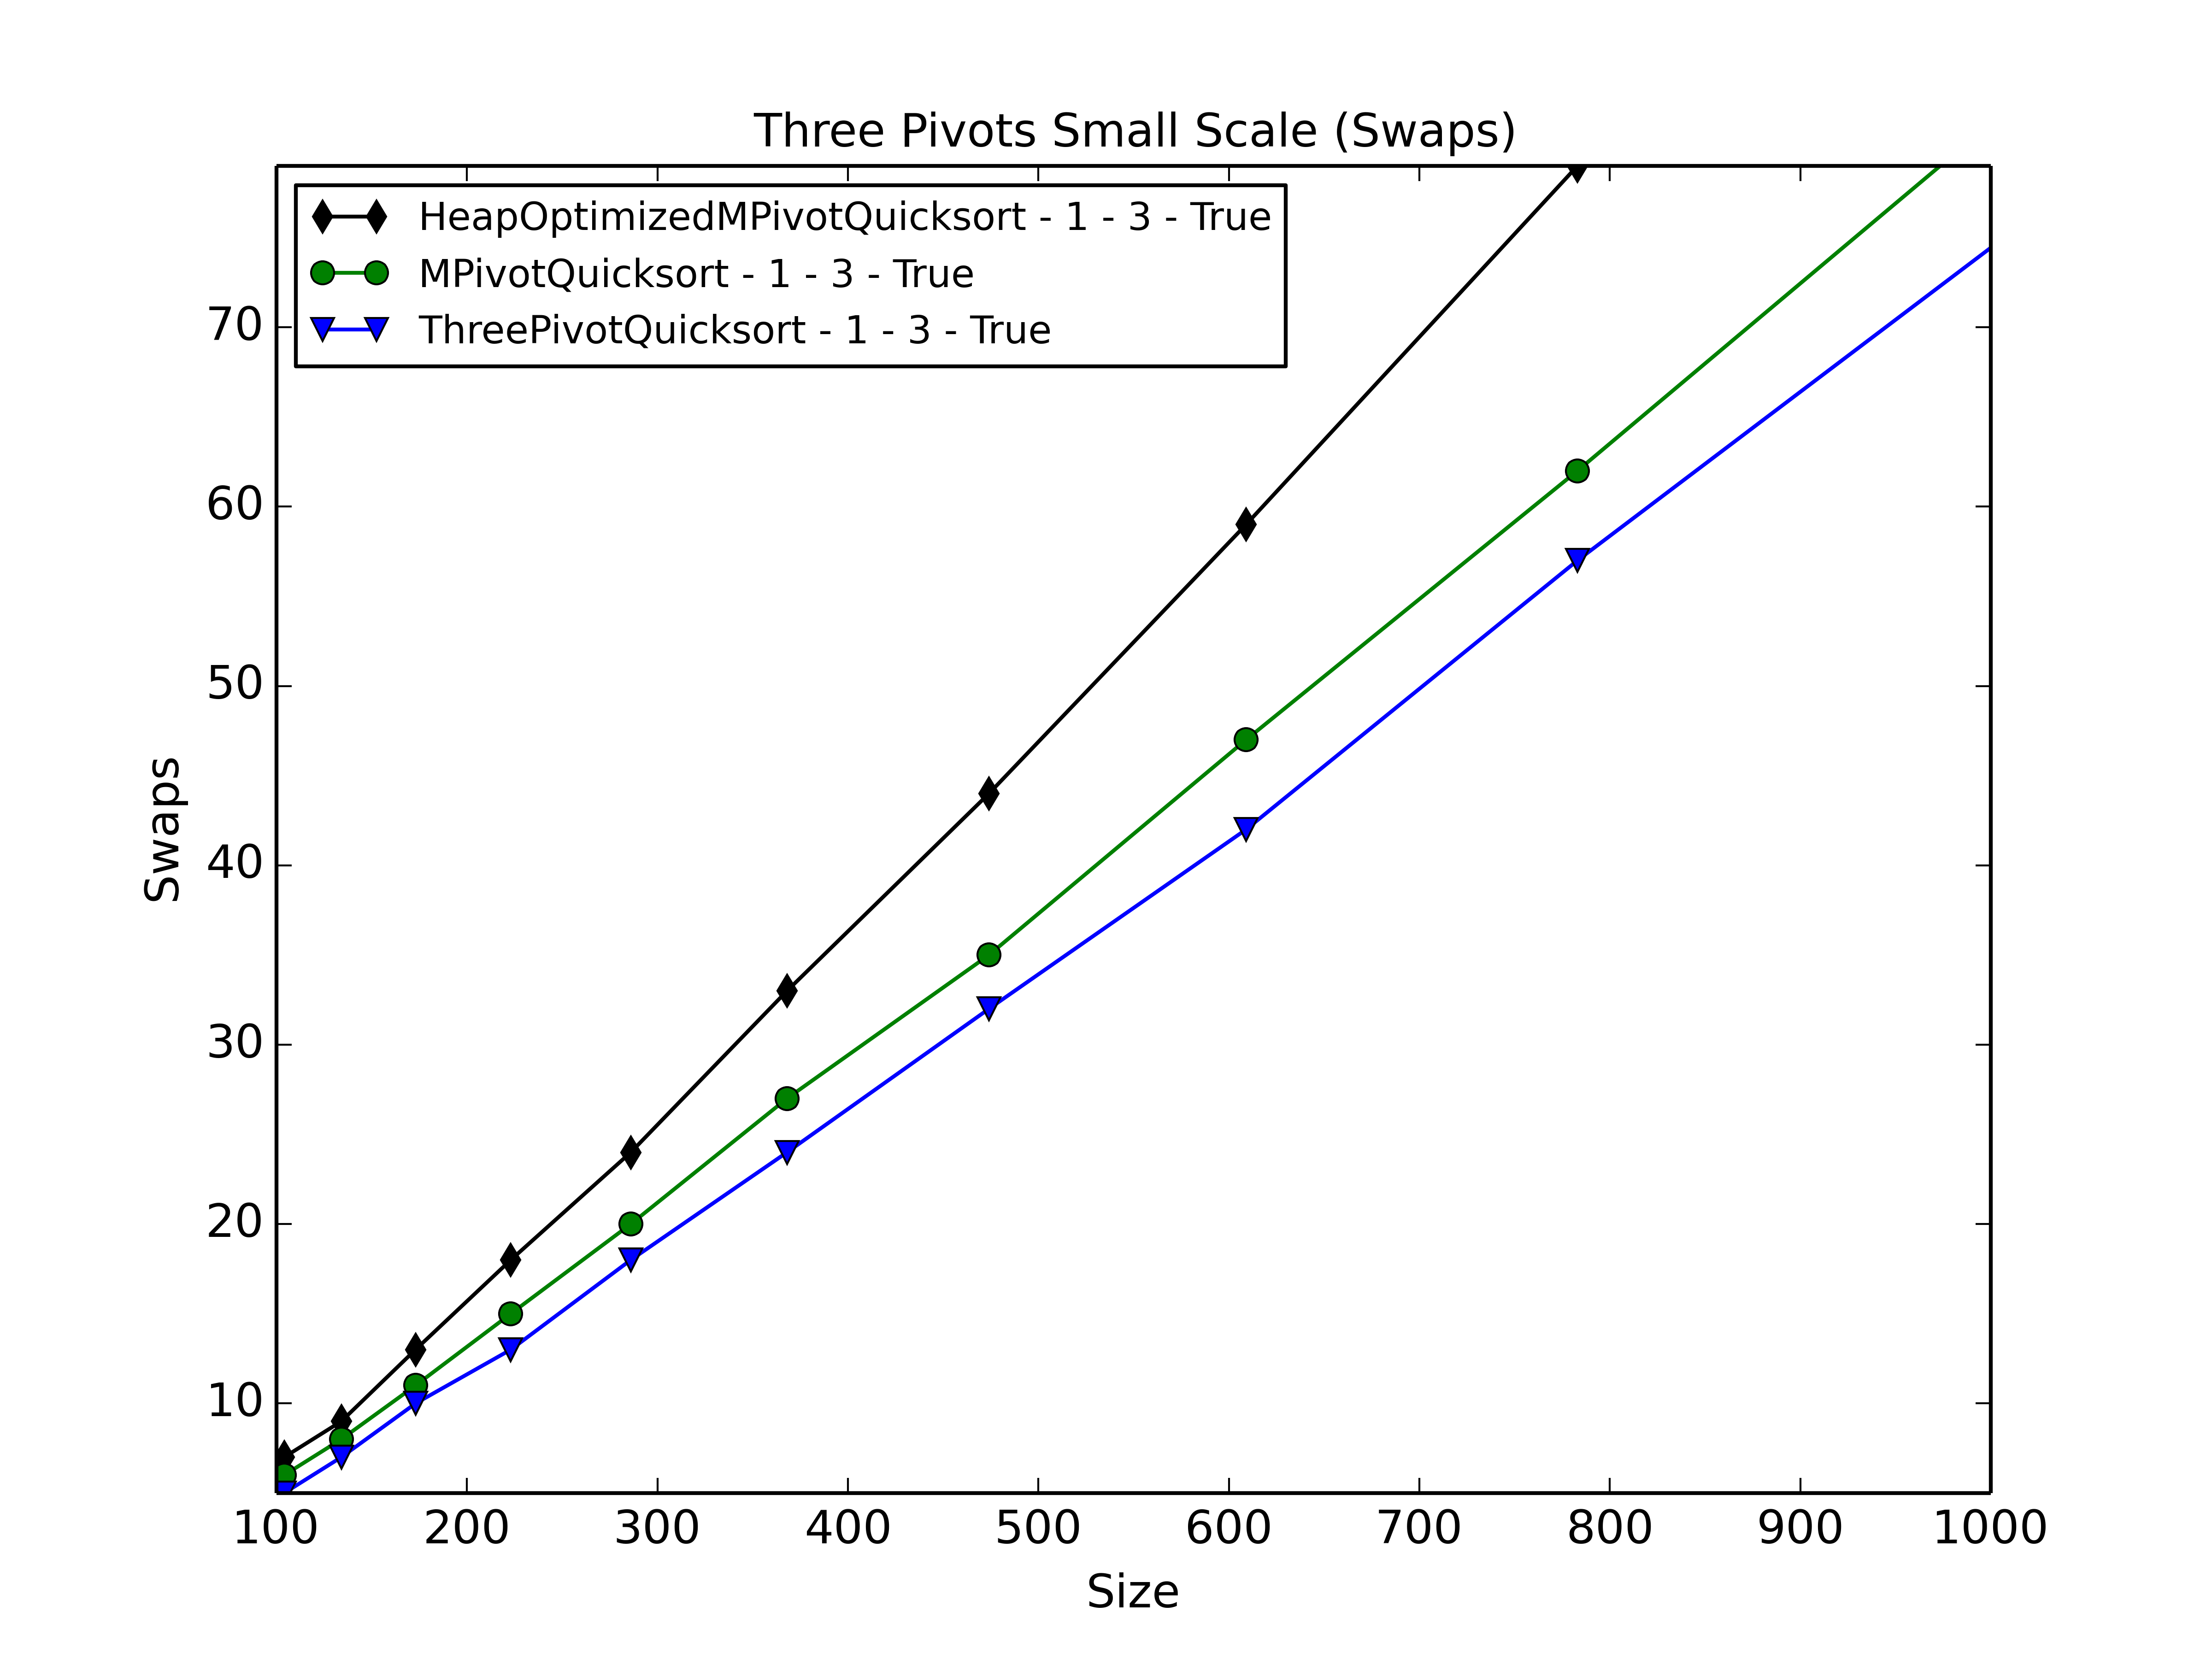 Three Pivots Small Scale (Swaps)
HeapOptimizedMPivotQuicksort - 1 - 3 - True
MPivotQuicksort - 1 - 3 - True
ThreePivotQuicksort - 1 - 3 - True
70
60
50
40
30
20
10
Swaps
100 200 300 400 500 600 700 800 900 1000
Size